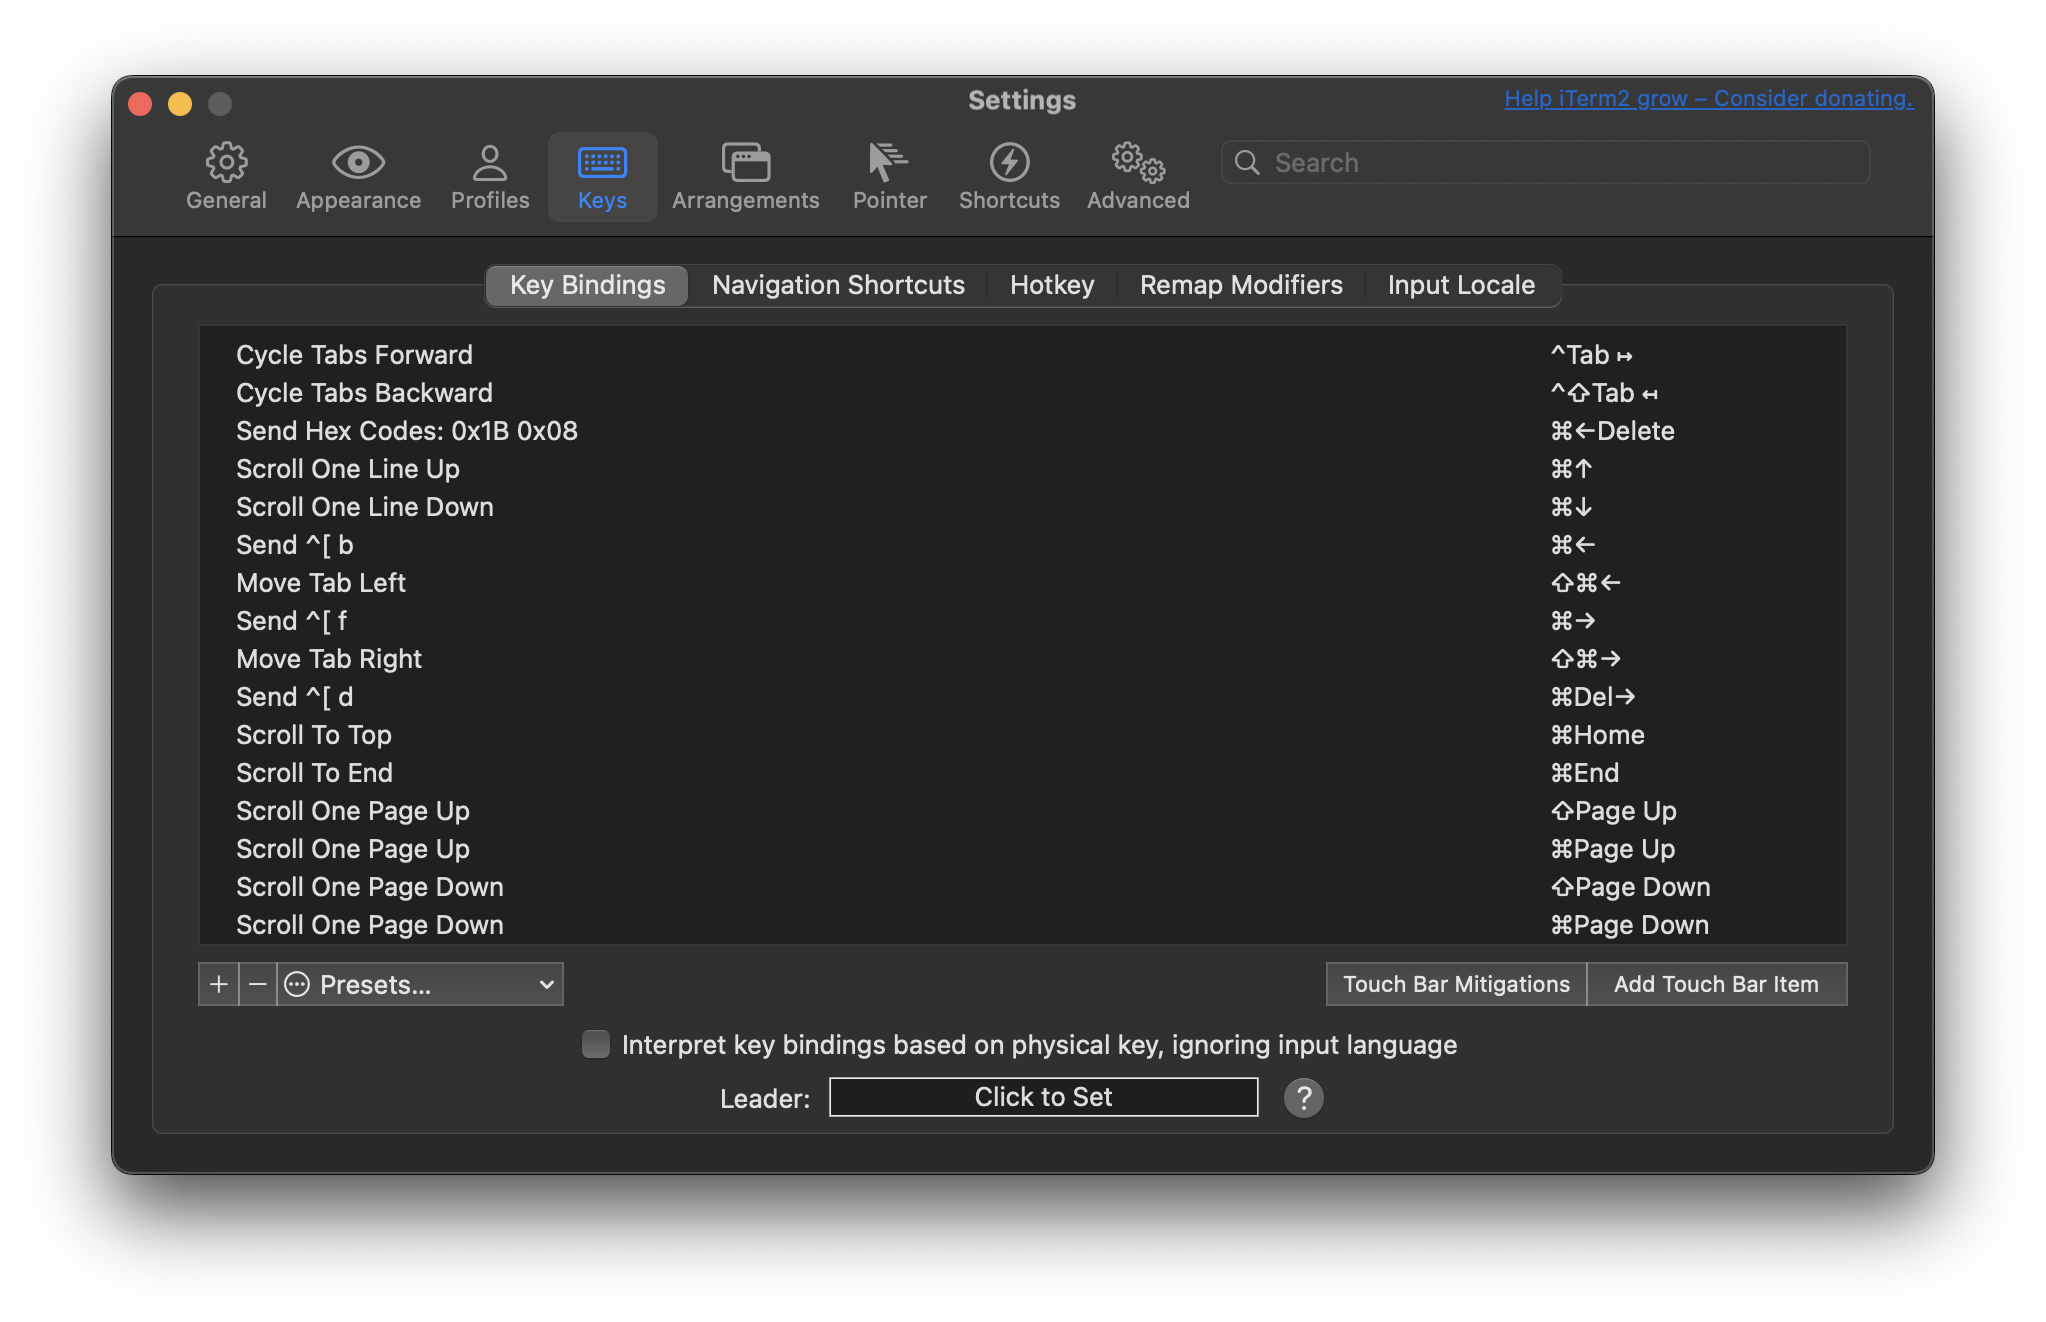 Settings
Help iTerm2 grow – Consider donating.
General Appearance Profiles Keys Arrangements Pointer Shortcuts Advanced Search
Key Bindings Navigation Shortcuts Hotkey Remap Modifiers Input Locale
Cycle Tabs Forward ^Tab ↦
Cycle Tabs Backward ^⇧Tab ↤
Send Hex Codes: 0x1B 0x08 ⌘←Delete
Scroll One Line Up ⌘↑
Scroll One Line Down ⌘↓
Send ^[ b ⌘←
Move Tab Left ⇧⌘←
Send ^[ f ⌘→
Move Tab Right ⇧⌘→
Send ^[ d ⌘Del→
Scroll To Top ⌘Home
Scroll To End ⌘End
Scroll One Page Up ⇧Page Up
Scroll One Page Up ⌘Page Up
Scroll One Page Down ⇧Page Down
Scroll One Page Down ⌘Page Down
+ − Presets... Touch Bar Mitigations Add Touch Bar Item
Interpret key bindings based on physical key, ignoring input language
Leader: Click to Set ?